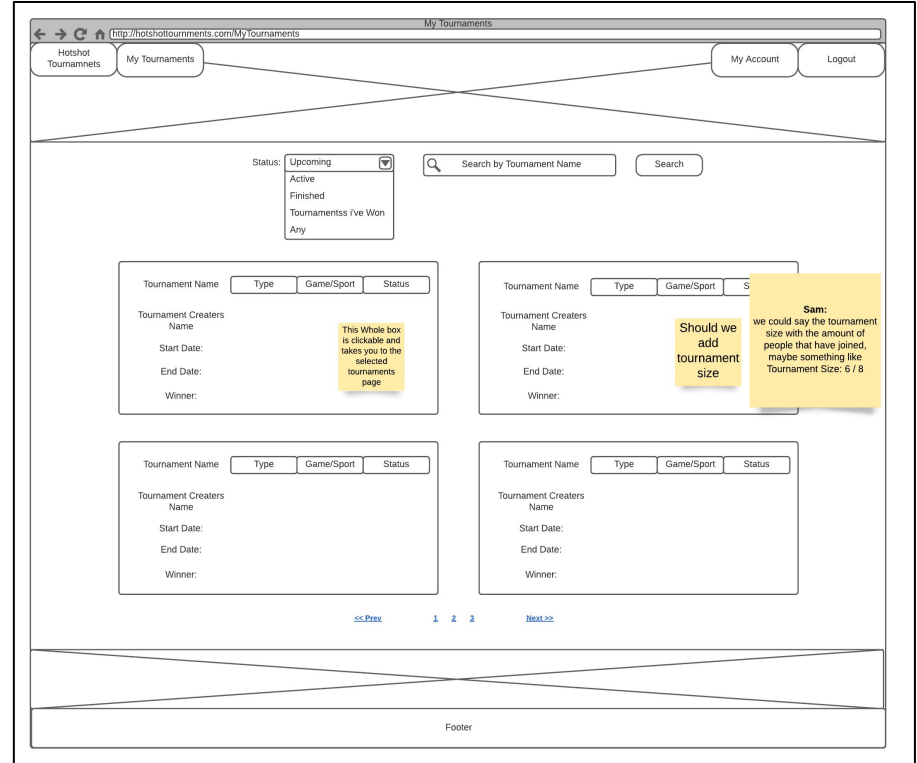 My Tournaments
http://hotshottournments.com/MyTournaments
Hotshot
Tournamnets
My Tournaments
My Account
Logout
Status:
Upcoming
Active
Finished
Tournamentss i've Won
Any
Search by Tournament Name
Search
Tournament Name
Type
Game/Sport
Status
Tournament Creaters
Name
Start Date:
End Date:
Winner:
This Whole box
is clickable and
takes you to the
selected
tournaments
page
Tournament Name
Type
Game/Sport
S
Tournament Creaters
Name
Start Date:
End Date:
Winner:
Should we
add
tournament
size
Sam:
we could say the tournament
size with the amount of
people that have joined,
maybe something like
Tournament Size: 6 / 8
Tournament Name
Type
Game/Sport
Status
Tournament Creaters
Name
Start Date:
End Date:
Winner:
Tournament Name
Type
Game/Sport
Status
Tournament Creaters
Name
Start Date:
End Date:
Winner:
<< Prev
1 2 3
Next >>
Footer